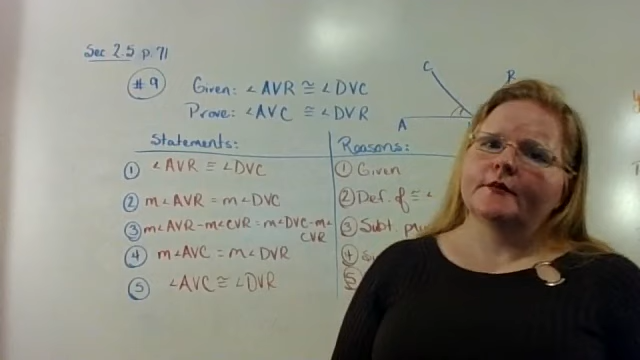 Sec 2.5 p.71
#9 Given: ∠AVR ≅ ∠DVC
Prove: ∠AVC ≅ ∠DVR
C
R
A
Statements: Reasons:
① ∠AVR ≅ ∠DVC ① Given
② m∠AVR = m∠DVC ② Def. of ≅ ∠
③ m∠AVR - m∠CVR = m∠DVC - m∠ ③ Subt.
CVR
④ m∠AVC = m∠DVR ④
⑤ ∠AVC ≅ ∠DVR ⑤